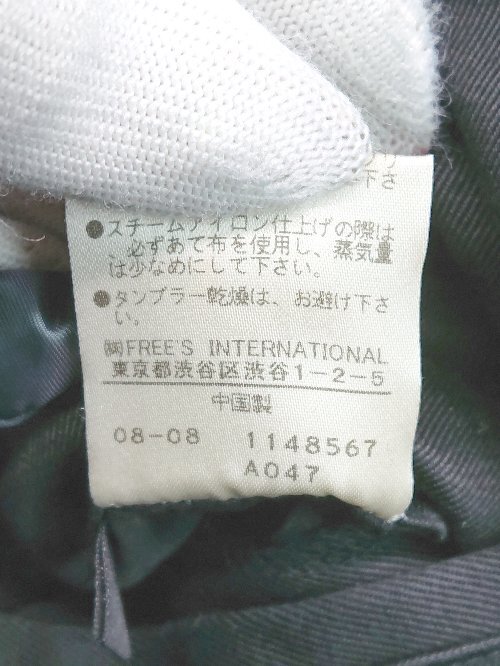 下さ
●スチームアイロン仕上げの際は
必ずあて布を使用し、蒸気量
は少なめにして下さい。
●タンブラー乾燥は、お避け下さ
い。
㈱FREE'S INTERNATIONAL
東京都渋谷区渋谷1-2-5
中国製
08-08 1148567
A047